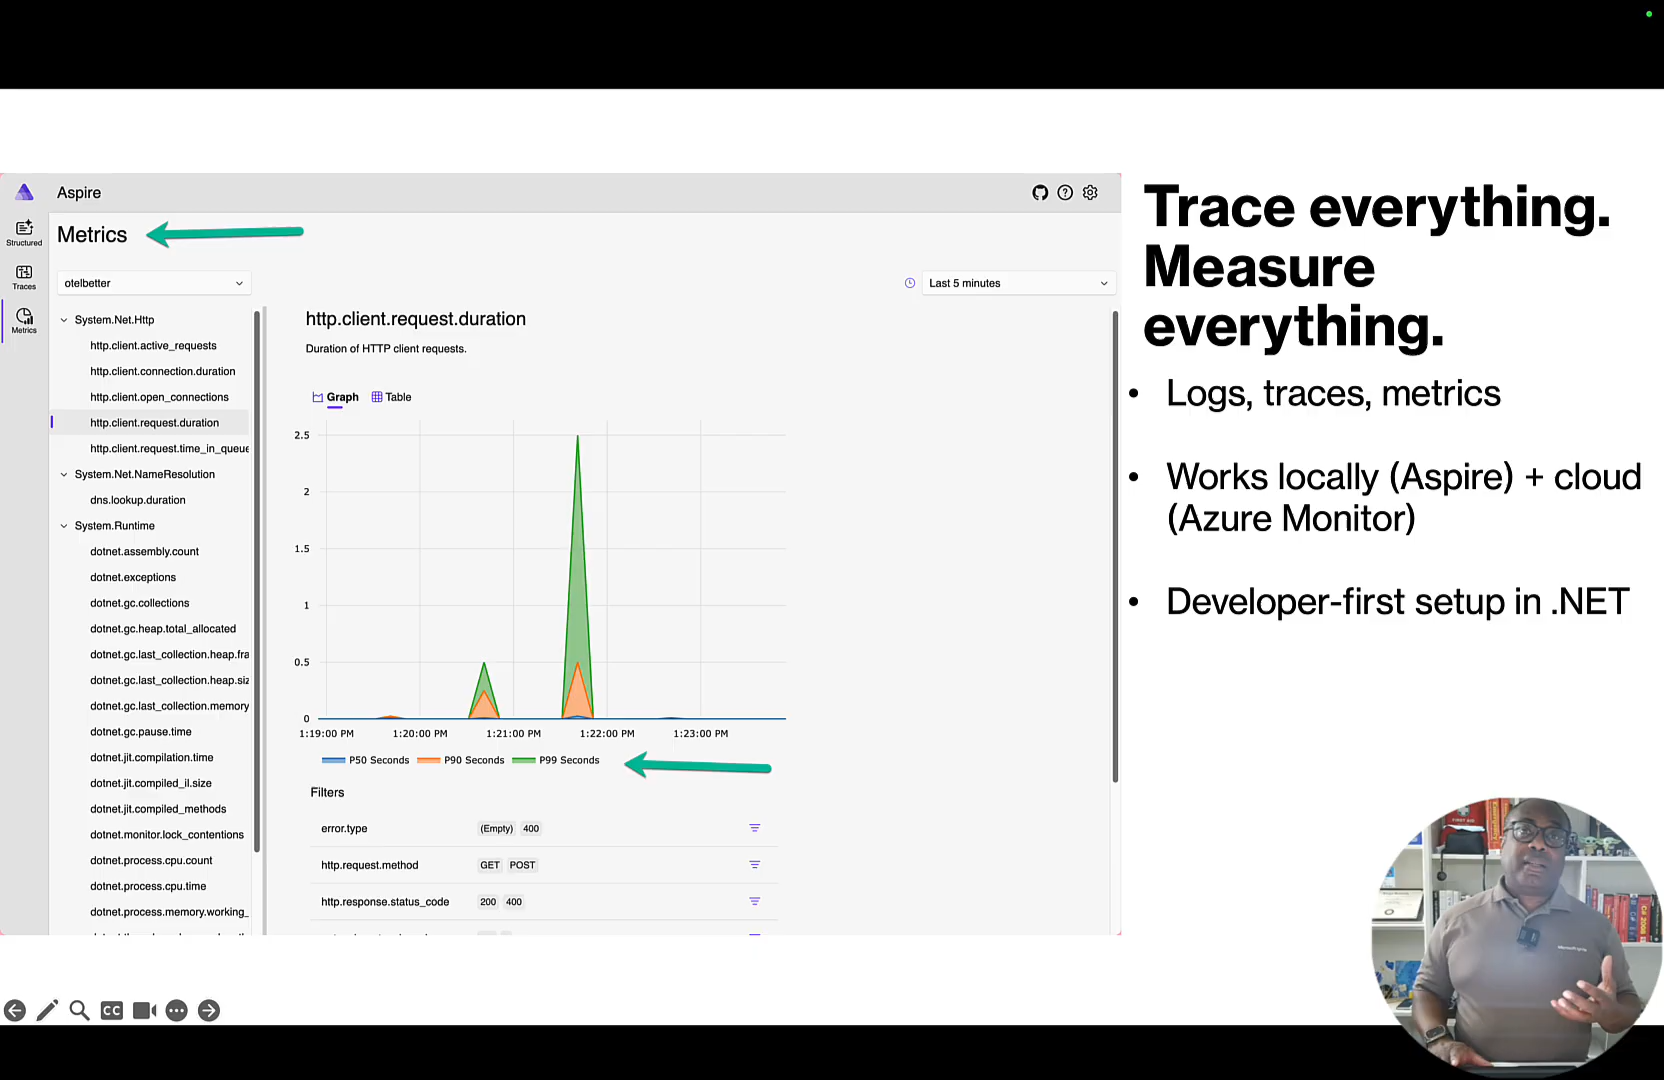 Aspire
Structured
Traces
Metrics
Metrics
otelbetter
Last 5 minutes
System.Net.Http
http.client.active_requests
http.client.connection.duration
http.client.open_connections
http.client.request.duration
http.client.request.time_in_queue
System.Net.NameResolution
dns.lookup.duration
System.Runtime
dotnet.assembly.count
dotnet.exceptions
dotnet.gc.collections
dotnet.gc.heap.total_allocated
dotnet.gc.last_collection.heap.fra
dotnet.gc.last_collection.heap.siz
dotnet.gc.last_collection.memory
dotnet.gc.pause.time
dotnet.jit.compilation.time
dotnet.jit.compiled_il.size
dotnet.jit.compiled_methods
dotnet.monitor.lock_contentions
dotnet.process.cpu.count
dotnet.process.cpu.time
dotnet.process.memory.working_
http.client.request.duration
Duration of HTTP client requests.
Graph Table
2.5
2
1.5
1
0.5
0
1:19:00 PM 1:20:00 PM 1:21:00 PM 1:22:00 PM 1:23:00 PM
P50 Seconds P90 Seconds P99 Seconds
Filters
error.type (Empty) 400
http.request.method GET POST
http.response.status_code 200 400
Trace everything.
Measure
everything.
• Logs, traces, metrics
• Works locally (Aspire) + cloud
(Azure Monitor)
• Developer-first setup in .NET
CC